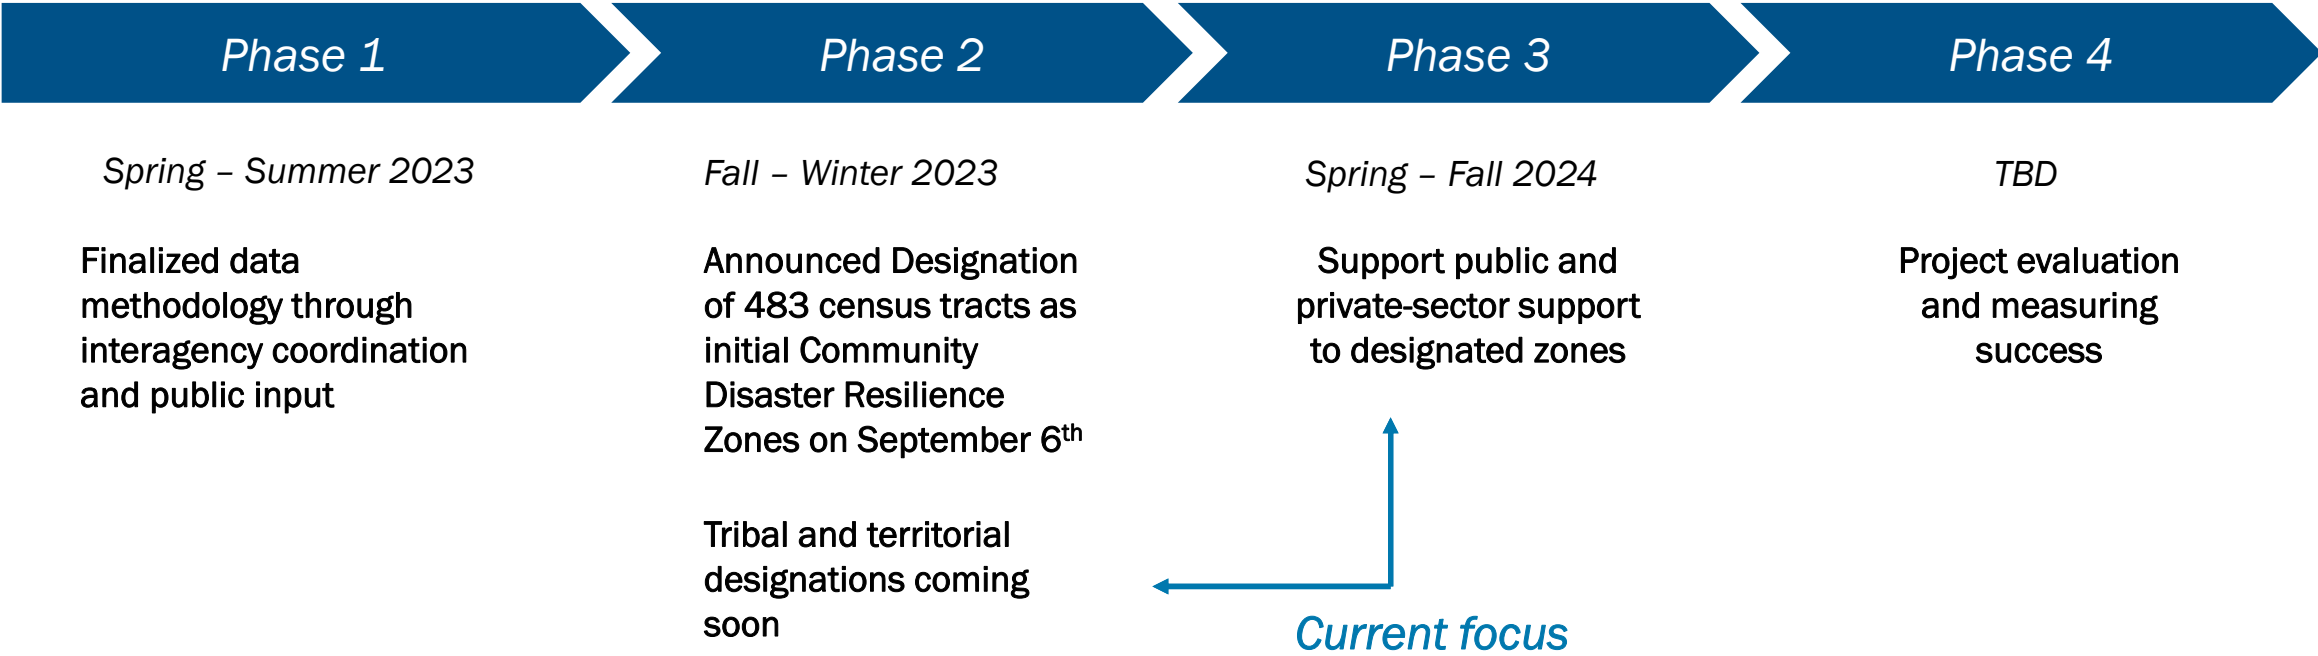 Phase 1
Phase 2
Phase 3
Phase 4
Spring – Summer 2023
Fall – Winter 2023
Spring – Fall 2024
TBD
Finalized data
methodology through
interagency coordination
and public input
Announced Designation
of 483 census tracts as
initial Community
Disaster Resilience
Zones on September 6th
Tribal and territorial
designations coming
soon
Support public and
private-sector support
to designated zones
Project evaluation
and measuring
success
Current focus